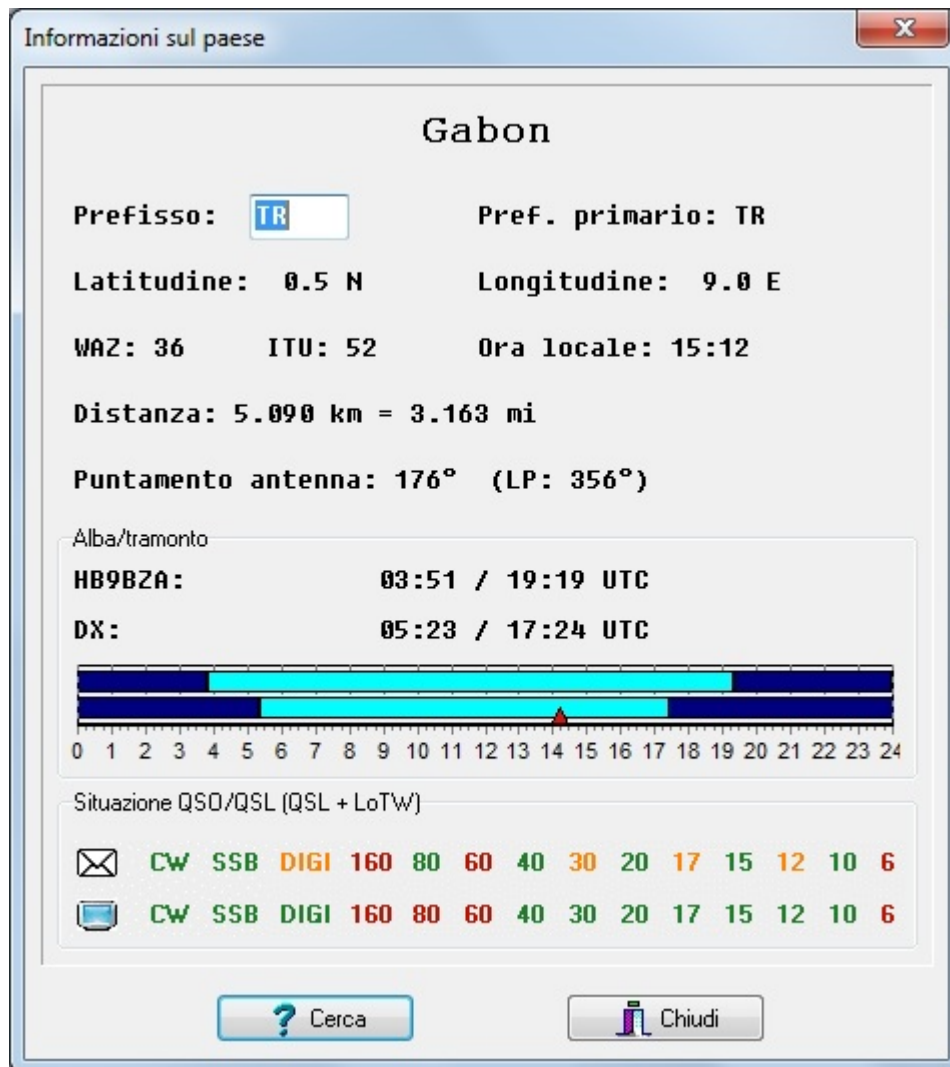 Informazioni sul paese
Gabon
Prefisso: TR Pref. primario: TR
Latitudine: 0.5 N Longitudine: 9.0 E
WAZ: 36 ITU: 52 Ora locale: 15:12
Distanza: 5.090 km = 3.163 mi
Puntamento antenna: 176° (LP: 356°)
Alba/tramonto
HB9BZA: 03:51 / 19:19 UTC
DX: 05:23 / 17:24 UTC
0 1 2 3 4 5 6 7 8 9 10 11 12 13 14 15 16 17 18 19 20 21 22 23 24
Situazione QSO/QSL (QSL + LoTW)
CW SSB DIGI 160 80 60 40 30 20 17 15 12 10 6
CW SSB DIGI 160 80 60 40 30 20 17 15 12 10 6
? Cerca Chiudi